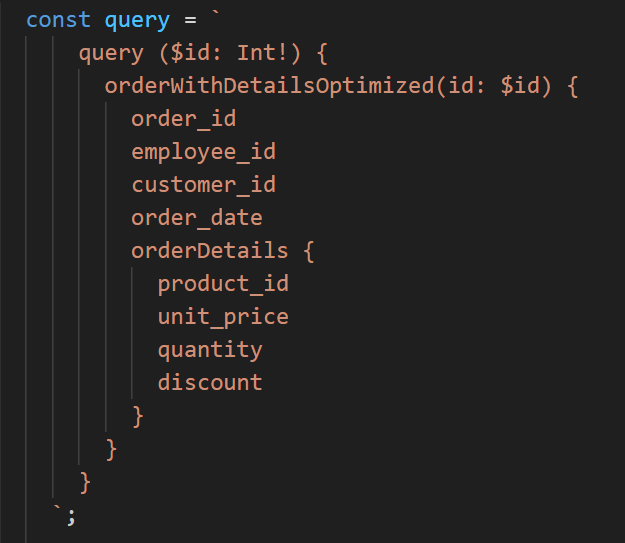 const query = `
query ($id: Int!) {
orderWithDetailsOptimized(id: $id) {
order_id
employee_id
customer_id
order_date
orderDetails {
product_id
unit_price
quantity
discount
}
}
}
`;